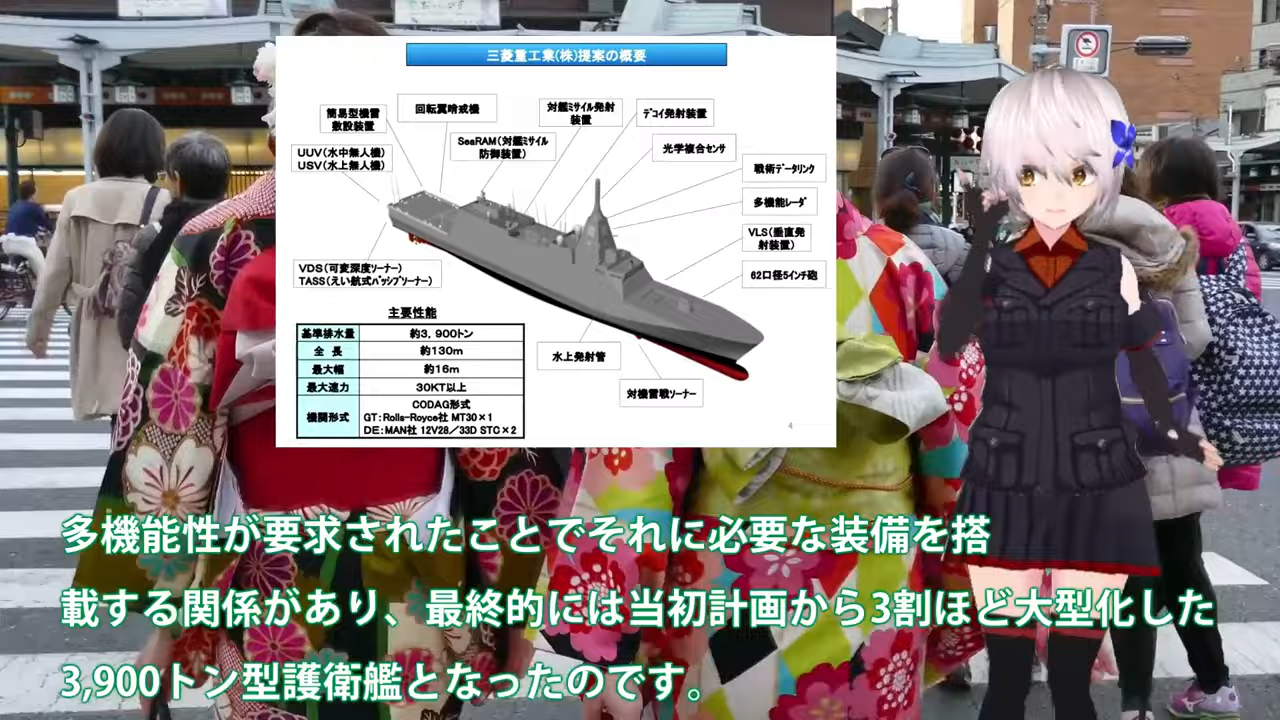 三菱重工業(株)提案の概要
簡易型機雷
敷設装置
回転翼哨戒機
対艦ミサイル発射
装置
デコイ発射装置
UUV(水中無人機)
USV(水上無人機)
SeaRAM(対艦ミサイル
防御装置)
光学複合センサ
戦術データリンク
多機能レーダ
VLS(垂直発
射装置)
62口径5インチ砲
VDS(可変深度ソーナー)
TASS(えい航式パッシブソーナー)
水上発射管
対機雷戦ソーナー
主要性能
基準排水量 約3,900トン
全 長 約130m
最大幅 約16m
最大速力 30KT以上
機関形式 CODAG形式
GT:Rolls-Royce社 MT30×1
DE:MAN社 12V28/33D STC×2
4
多機能性が要求されたことでそれに必要な装備を搭
載する関係があり、最終的には当初計画から3割ほど大型化した
3,900トン型護衛艦となったのです。